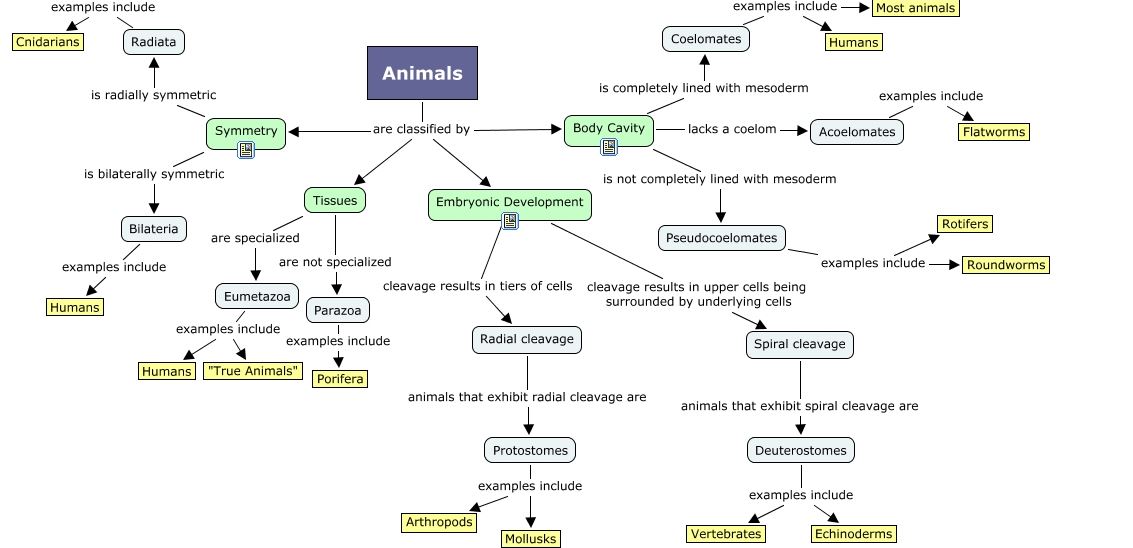 examples include
Cnidarians
Radiata
is radially symmetric
Symmetry
is bilaterally symmetric
Bilateria
examples include
Humans
Animals
are classified by
Tissues
are specialized
are not specialized
Eumetazoa
Parazoa
examples include
Humans
"True Animals"
examples include
Porifera
Embryonic Development
cleavage results in tiers of cells
Radial cleavage
animals that exhibit radial cleavage are
Protostomes
examples include
Arthropods
Mollusks
cleavage results in upper cells being
surrounded by underlying cells
Spiral cleavage
animals that exhibit spiral cleavage are
Deuterostomes
examples include
Vertebrates
Echinoderms
Body Cavity
is completely lined with mesoderm
Coelomates
examples include
Most animals
Humans
lacks a coelom
Acoelomates
examples include
Flatworms
is not completely lined with mesoderm
Pseudocoelomates
examples include
Rotifers
Roundworms